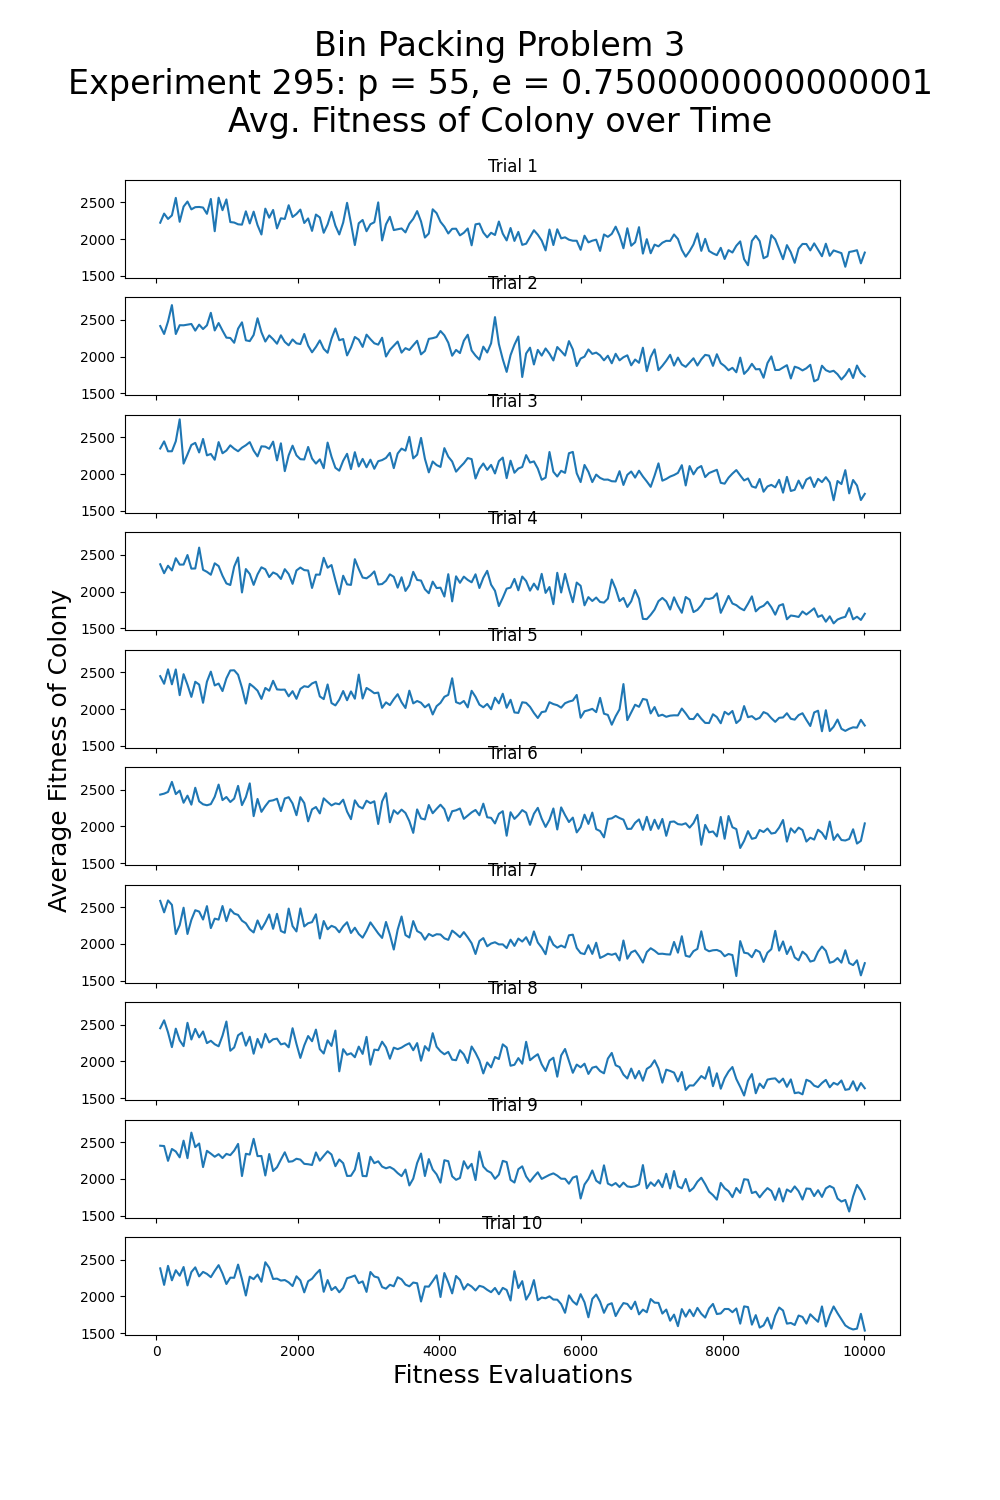 Bin Packing Problem 3
Experiment 295: p = 55, e = 0.7500000000000001
Avg. Fitness of Colony over Time
Trial 1
2500
2000
1500
Trial 2
2500
2000
1500
Trial 3
2500
2000
1500
Trial 4
2500
2000
1500
Trial 5
2500
2000
1500
Trial 6
2500
2000
1500
Trial 7
2500
2000
1500
Trial 8
2500
2000
1500
Trial 9
2500
2000
1500
Trial 10
2500
2000
1500
0 2000 4000 6000 8000 10000
Fitness Evaluations
Average Fitness of Colony